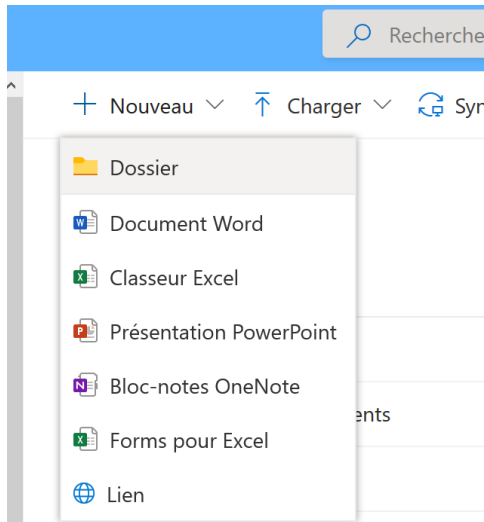 Recherche
Nouveau Charger Syn
Dossier
Document Word
Classeur Excel
Présentation PowerPoint
Bloc-notes OneNote
ents
Forms pour Excel
Lien